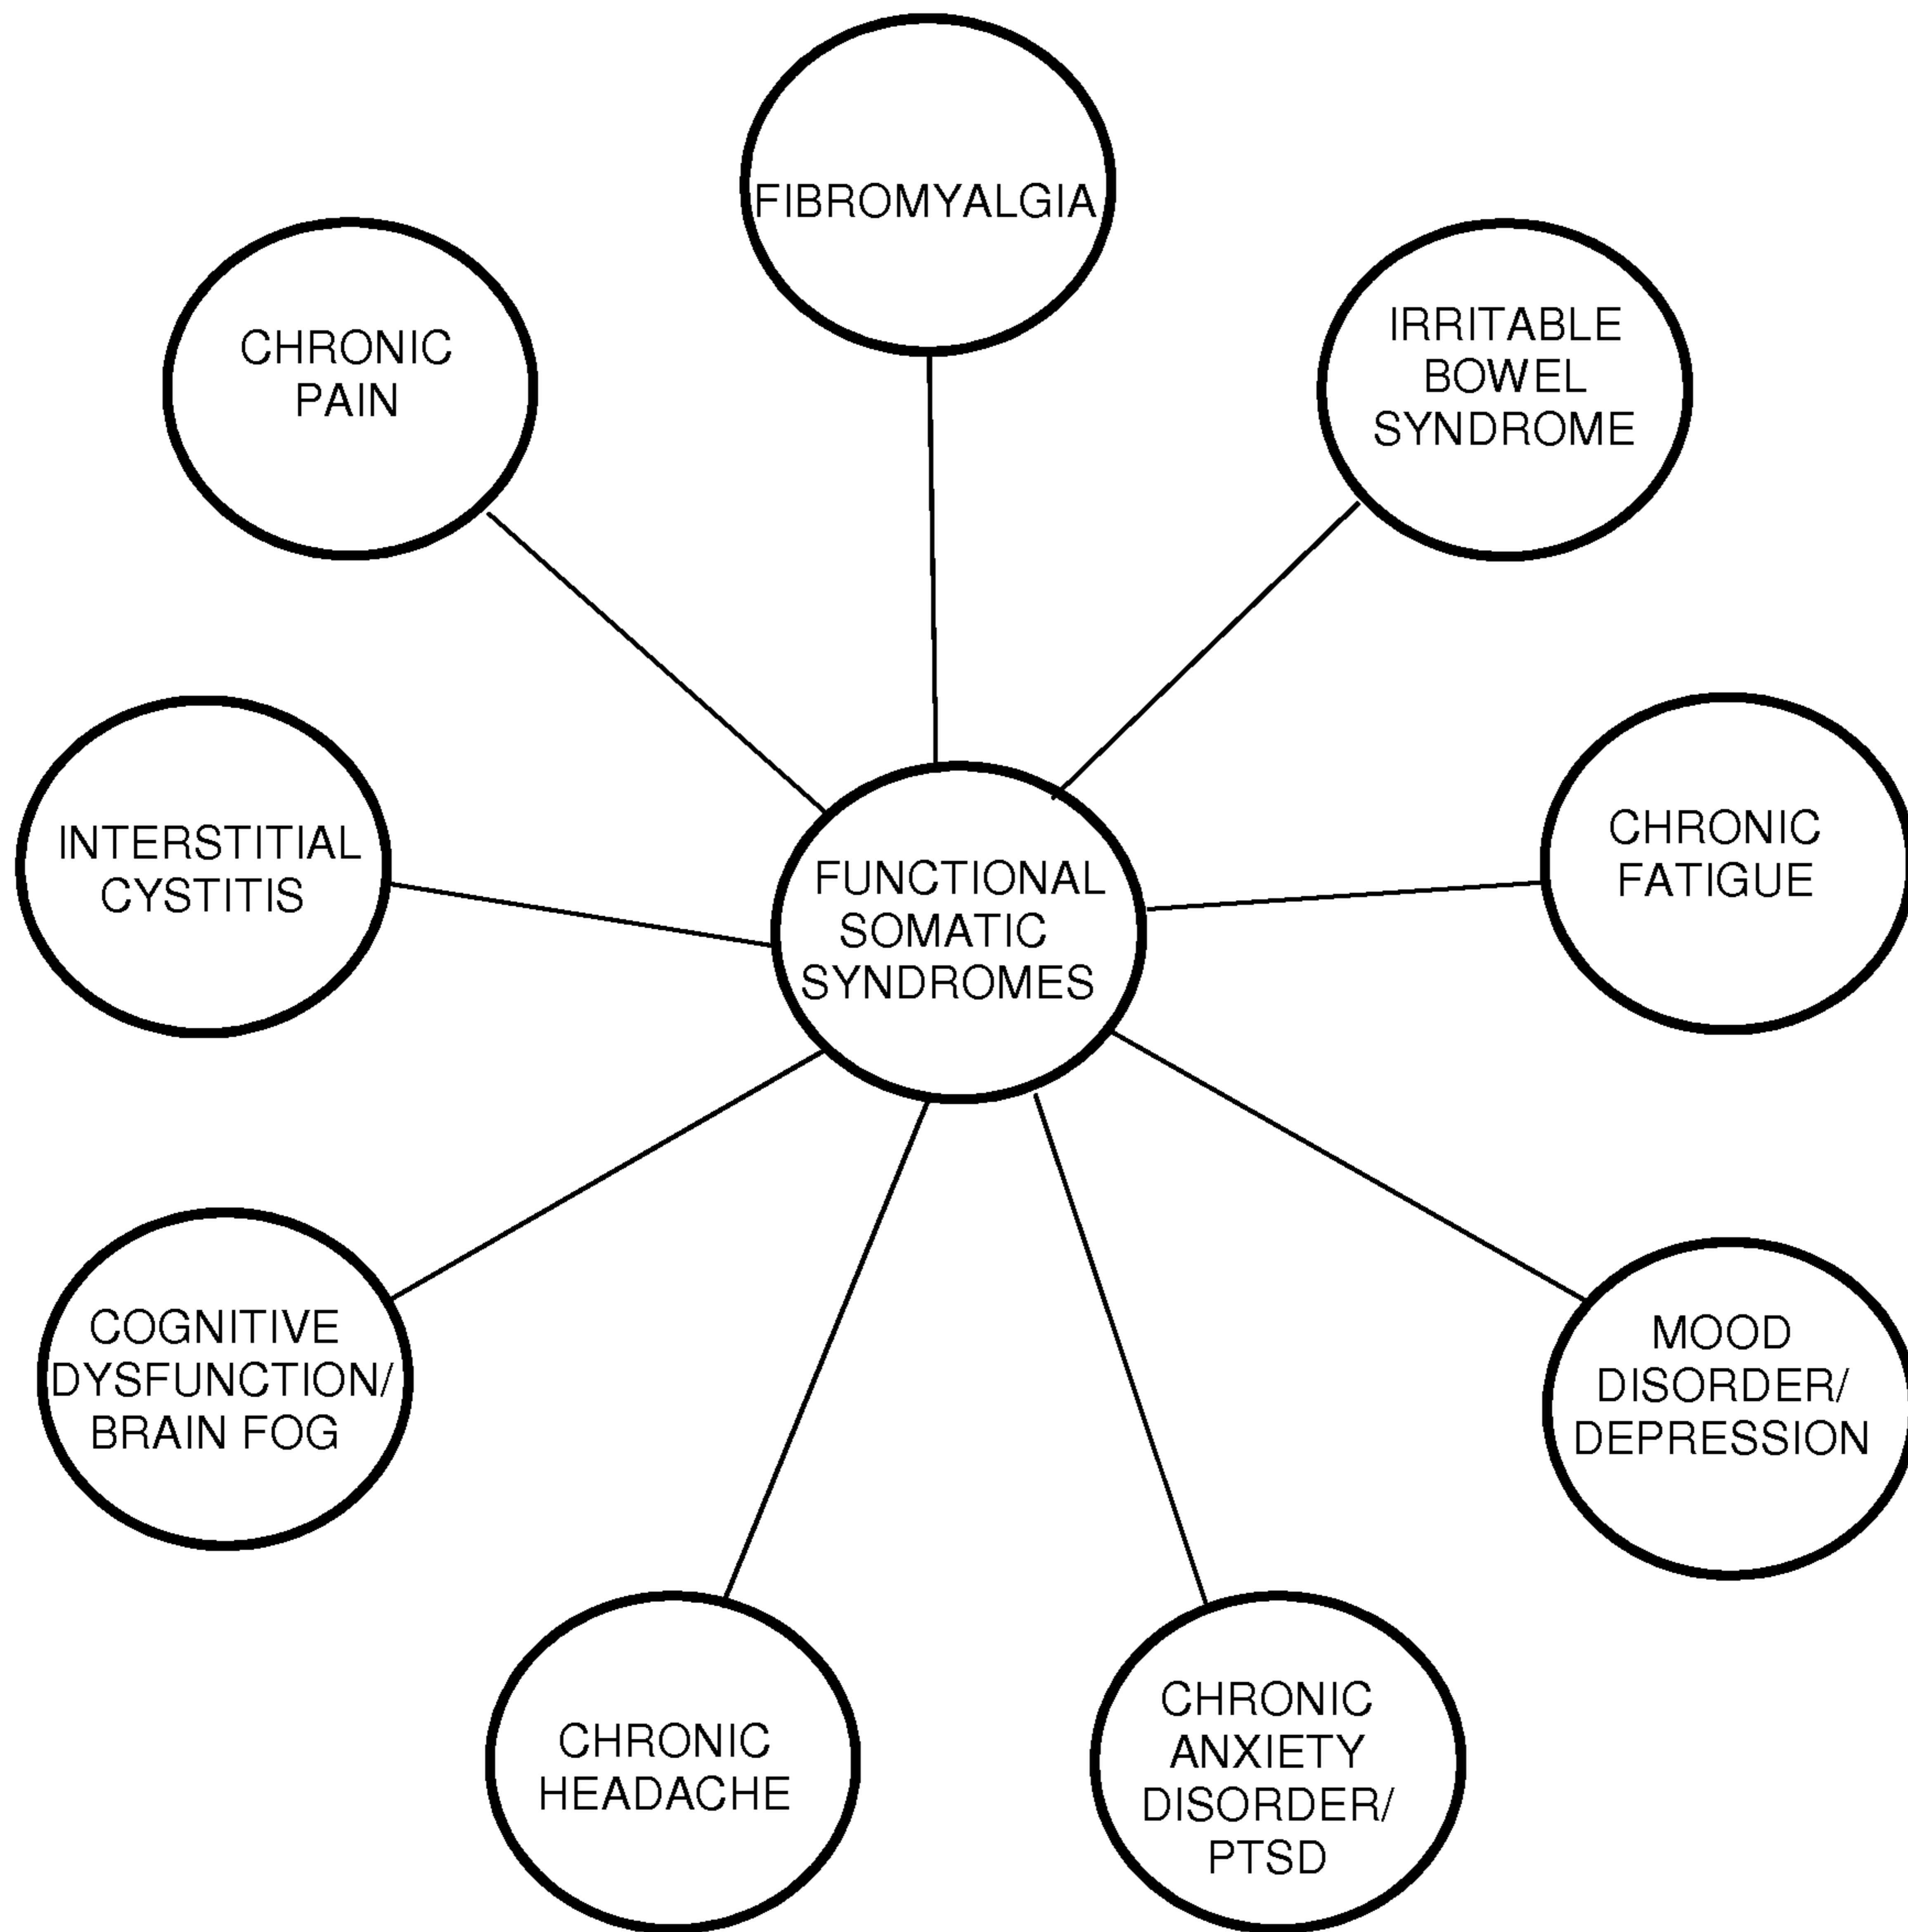 FIBROMYALGIA
CHRONIC
PAIN
IRRITABLE
BOWEL
SYNDROME
INTERSTITIAL
CYSTITIS
FUNCTIONAL
SOMATIC
SYNDROMES
CHRONIC
FATIGUE
COGNITIVE
DYSFUNCTION/
BRAIN FOG
MOOD
DISORDER/
DEPRESSION
CHRONIC
HEADACHE
CHRONIC
ANXIETY
DISORDER/
PTSD